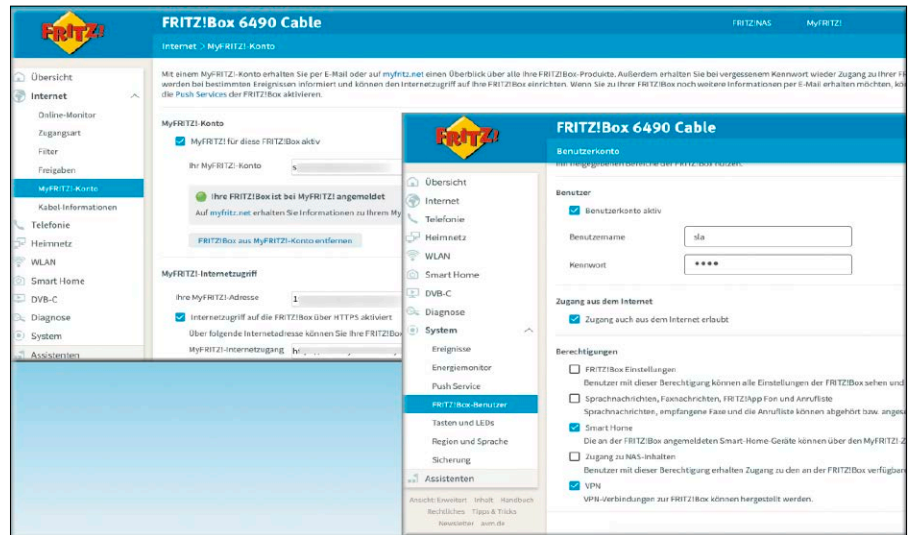 FRITZ!
FRITZ!Box 6490 Cable
FRITZ!NAS
MyFRITZ!
Internet > MyFRITZ!-Konto
Übersicht
Internet
Online-Monitor
Zugangsart
Filter
Freigaben
MyFRITZ!-Konto
Kabel-Informationen
Telefonie
Heimnetz
WLAN
Smart Home
DVB-C
Diagnose
System
Assistenten
Mit einem MyFRITZ!-Konto erhalten Sie per E-Mail oder auf myfritz.net einen Überblick über alle Ihre FRITZ!Box-Produkte. Außerdem erhalten Sie bei vergessenem Kennwort wieder Zugang zu Ihrer
werden bei bestimmten Ereignissen informiert und können den Internetzugriff auf Ihre FRITZ!Box einrichten. Wenn Sie zu Ihrer FRITZ!Box noch weitere Informationen per E-Mail erhalten möchten,
die Push Services der FRITZ!Box aktivieren.
MyFRITZ!-Konto
MyFRITZ! für diese FRITZ!Box aktiv
Ihr MyFRITZ!-Konto
s
Ihre FRITZ!Box ist bei MyFRITZ! angemeldet
Auf myfritz.net erhalten Sie Informationen zu Ihrem
FRITZ!Box aus MyFRITZ!-Konto entfernen
MyFRITZ!-Internetzugriff
Ihre MyFRITZ!-Adresse
1
Internetzugriff auf die FRITZ!Box über HTTPS aktiviert
Über folgende Internetadresse können Sie Ihre
MyFRITZ!-Internetzugang
FRITZ!
FRITZ!Box 6490 Cable
Benutzerkonto
Übersicht
Internet
Telefonie
Heimnetz
WLAN
Smart Home
DVB-C
Diagnose
System
Ereignisse
Energiemonitor
Push Service
FRITZ!Box-Benutzer
Tasten und LEDs
Region und Sprache
Sicherung
Assistenten
Ansicht: Erweitert Inhalt Handbuch
Rechtliches Tipps & Tricks
Newsletter avm.de
Benutzer
Benutzerkonto aktiv
Benutzername
sla
Kennwort
••••
Zugang aus dem Internet
Zugang auch aus dem Internet erlaubt
Berechtigungen
FRITZ!Box Einstellungen
Benutzer mit dieser Berechtigung können alle Einstellungen der FRITZ!Box sehen und
Sprachnachrichten, Faxnachrichten, FRITZ!App Fon und Anrufliste
Sprachnachrichten, empfangene Faxe und die Anrufliste können abgehört bzw.
Smart Home
Die an der FRITZ!Box angemeldeten Smart-Home-Geräte können über den
Zugang zu NAS-Inhalten
Benutzer mit dieser Berechtigung erhalten Zugang zu den an der FRITZ!Box
VPN
VPN-Verbindungen zur FRITZ!Box können hergestellt werden.